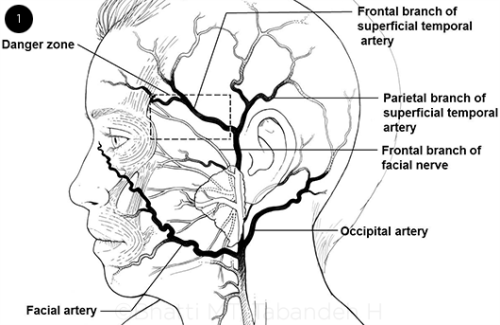 1
Frontal branch of
superficial temporal
artery
Danger zone
Parietal branch of
superficial temporal
artery
Frontal branch of
facial nerve
Occipital artery
Facial artery